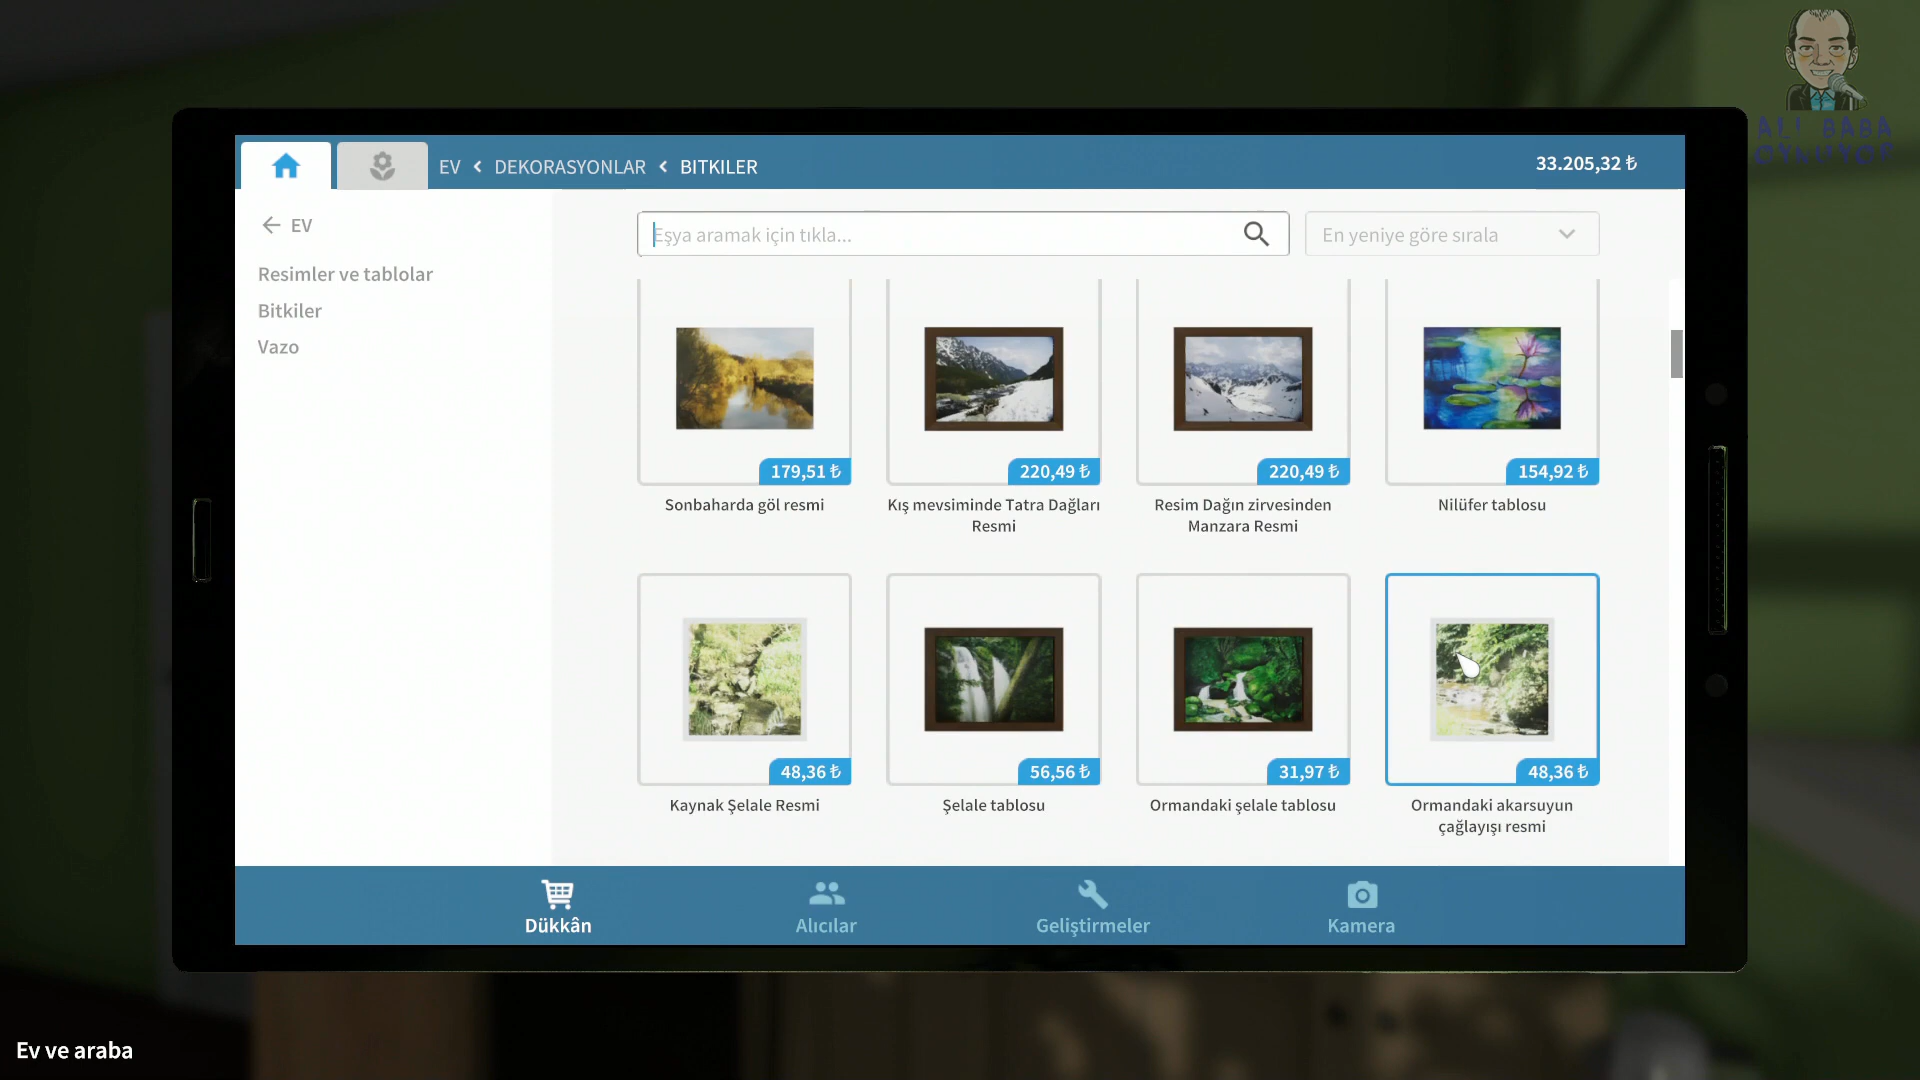 ALİ BABA
OYNUYOR
EV < DEKORASYONLAR < BITKILER
33.205,32 ₺
← EV
Resimler ve tablolar
Bitkiler
Vazo
Eşya aramak için tıkla...
En yeniye göre sırala
179,51 ₺
220,49 ₺
220,49 ₺
154,92 ₺
Sonbaharda göl resmi
Kış mevsiminde Tatra Dağları
Resmi
Resim Dağın zirvesinden
Manzara Resmi
Nilüfer tablosu
48,36 ₺
56,56 ₺
31,97 ₺
48,36 ₺
Kaynak Şelale Resmi
Şelale tablosu
Ormandaki şelale tablosu
Ormandaki akarsuyun
çağlayışı resmi
Dükkân
Alıcılar
Geliştirmeler
Kamera
Ev ve araba